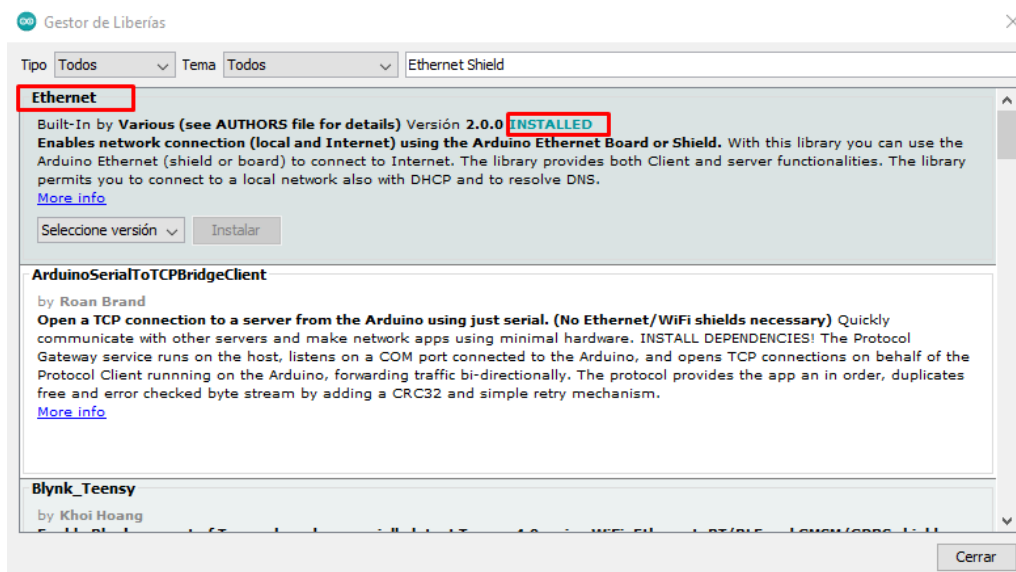 Gestor de Liberías
Tipo Todos Tema Todos Ethernet Shield
Ethernet
Built-In by Various (see AUTHORS file for details) Versión 2.0.0 INSTALLED
Enables network connection (local and Internet) using the Arduino Ethernet Board or Shield. With this library you can use the
Arduino Ethernet (shield or board) to connect to Internet. The library provides both Client and server functionalities. The library
permits you to connect to a local network also with DHCP and to resolve DNS.
More info
Seleccione versión Instalar
ArduinoSerialToTCPBridgeClient
by Roan Brand
Open a TCP connection to a server from the Arduino using just serial. (No Ethernet/WiFi shields necessary) Quickly
communicate with other servers and make network apps using minimal hardware. INSTALL DEPENDENCIES! The Protocol
Gateway service runs on the host, listens on a COM port connected to the Arduino, and opens TCP connections on behalf of the
Protocol Client runnning on the Arduino, forwarding traffic bi-directionally. The protocol provides the app an in order, duplicates
free and error checked byte stream by adding a CRC32 and simple retry mechanism.
More info
Blynk_Teensy
by Khoi Hoang
Cerrar